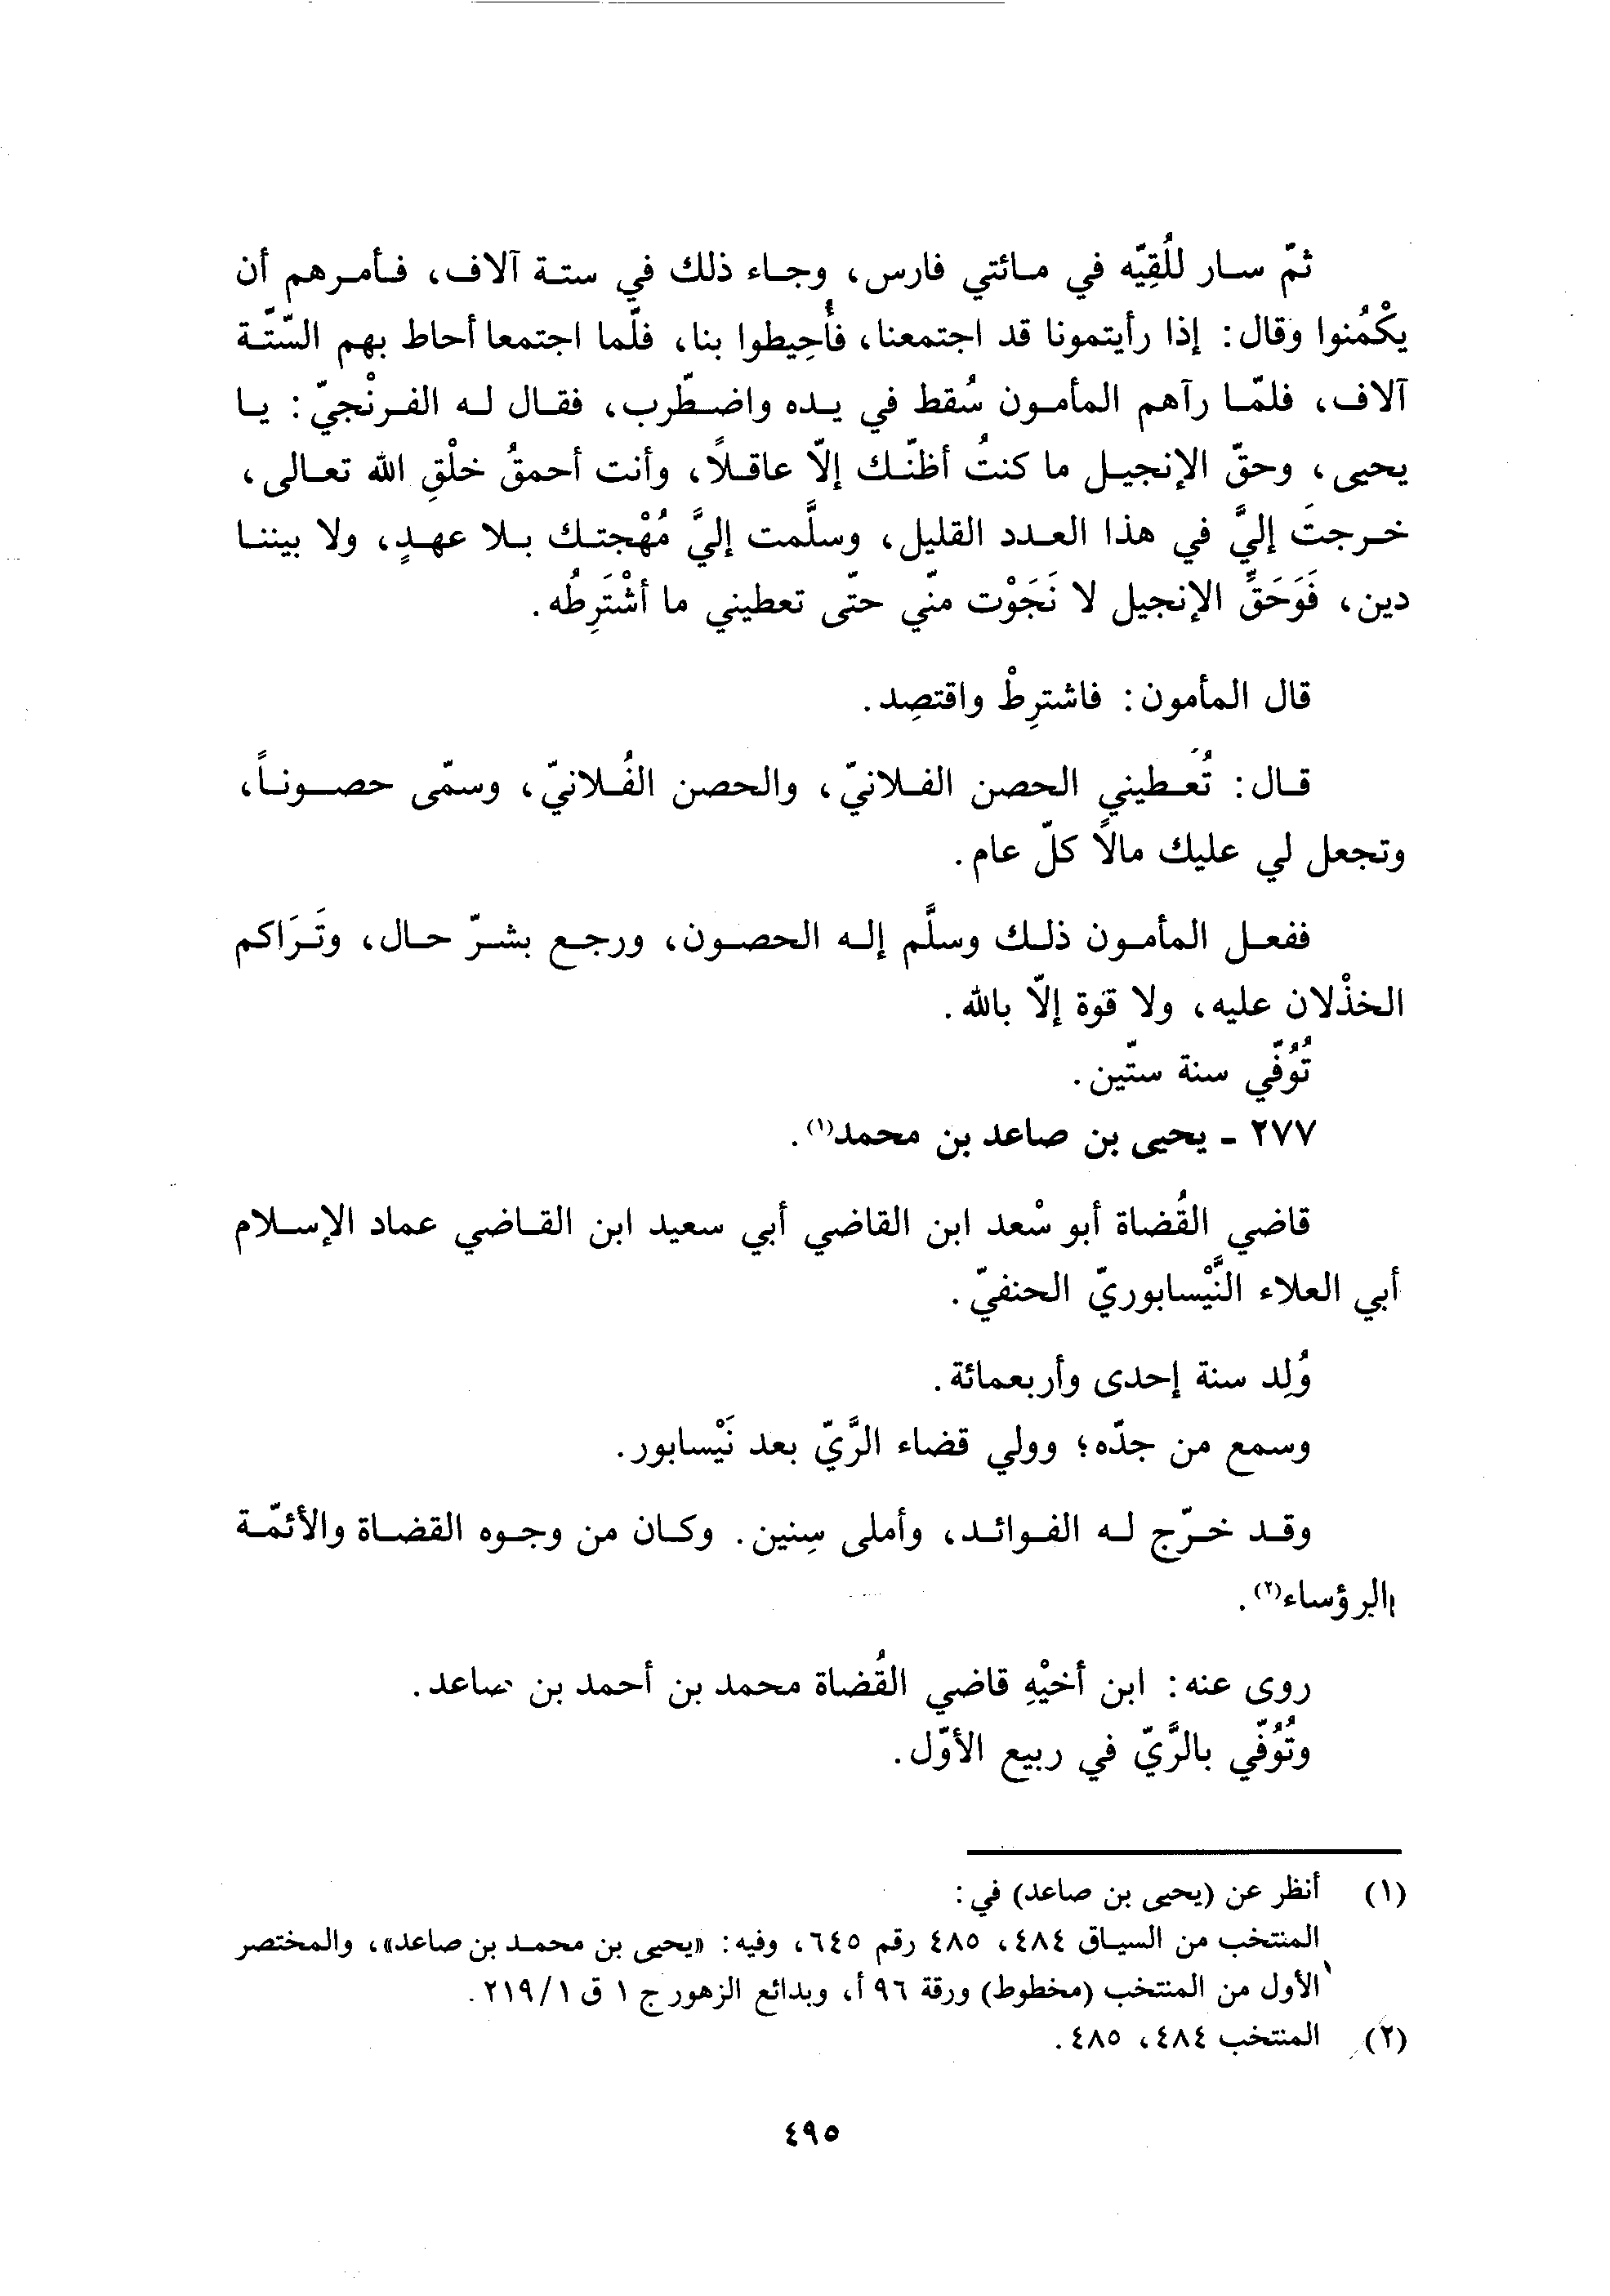 ثمّ سار للُقِيّه في مائتي فارس، وجاء ذلك في ستة آلاف، فأمرهم أن
يكْمُنوا وقال: إذا رأيتمونا قد اجتمعنا، فأُحِيطوا بنا، فلّما اجتمعا أحاط بهم السّتّة
آلاف، فلمّا رآهم المأمون سُقط في يده واضطّرب، فقال له الفرنْجيّ: يا
يحيى، وحقّ الإنجيل ما كنتُ أظنّك إلاّ عاقلاً، وأنت أحمقُ خلْقِ الله تعالى،
خرجتَ إليَّ في هذا العدد القليل، وسلَّمت إليَّ مُهْجتك بلا عهدٍ، ولا بيننا
دين، فَوَحَقِّ الإنجيل لا نَجَوْت منّي حتّى تعطيني ما أشْتَرِطُه.
قال المأمون: فاشترِطْ واقتصِد.
قال: تُعَطيني الحصن الفلانيّ، والحصن الفُلانيّ، وسمّى حصوناً،
وتجعل لي عليك مالاً كلّ عام.
ففعل المأمون ذلك وسلَّم إله الحصون، ورجع بشرّ حال، وتَرَاكم
الخذْلان عليه، ولا قوة إلاّ بالله.
تُوُفّي سنة ستّين.
٢٧٧ ـ يحيى بن صاعد بن محمد(١).
قاضي القُضاة أبو سْعد ابن القاضي أبي سعيد ابن القاضي عماد الإسلام
أبي العلاء النَّيْسابوريّ الحنفيّ.
وُلِد سنة إحدى وأربعمائة.
وسمع من جدّه؛ وولي قضاء الرَّيّ بعد نَيْسابور.
وقد خرّج له الفوائد، وأملى سِنين. وكان من وجوه القضاة والأئمّة
والرؤساء(٢).
روى عنه: ابن أخيْهِ قاضي القُضاة محمد بن أحمد بن صاعد.
وتُوُفّي بالرَّيّ في ربيع الأوّل.
(١) أنظر عن (يحيى بن صاعد) في:
المنتخب من السياق ٤٨٤، ٤٨٥ رقم ٦٤٥، وفيه: «يحيى بن محمد بن صاعد»، والمختصر
الأول من المنتخب (مخطوط) ورقة ٩٦ أ، وبدائع الزهور ج ١ ق ٢١٩/١.
(٢) المنتخب ٤٨٤، ٤٨٥.
٤٩٥